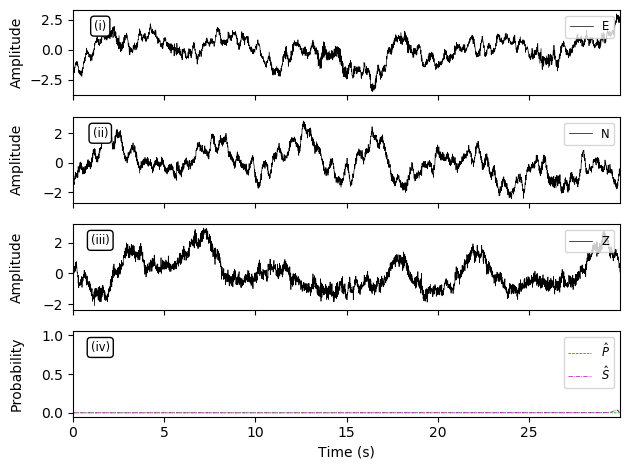 Amplitude
2.5
0.0
−2.5
(i)
E
Amplitude
2
0
−2
(ii)
N
Amplitude
2
0
−2
(iii)
Z
Probability
1.0
0.5
0.0
(iv)
P̂
Ŝ
0 5 10 15 20 25
Time (s)